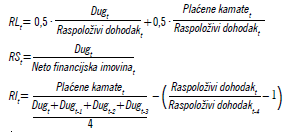 RL_t = 0,5 · Dug_t / Raspoloživi dohodak_t + 0,5 · Plaćene kamate_t / Raspoloživi dohodak_t
RS_t = Dug_t / Neto financijska imovina_t
RI_t = Plaćene kamate_t / ((Dug_t + Dug_t-1 + Dug_t-2 + Dug_t-3) / 4) − (Raspoloživi dohodak_t / Raspoloživi dohodak_t-4 − 1)
.